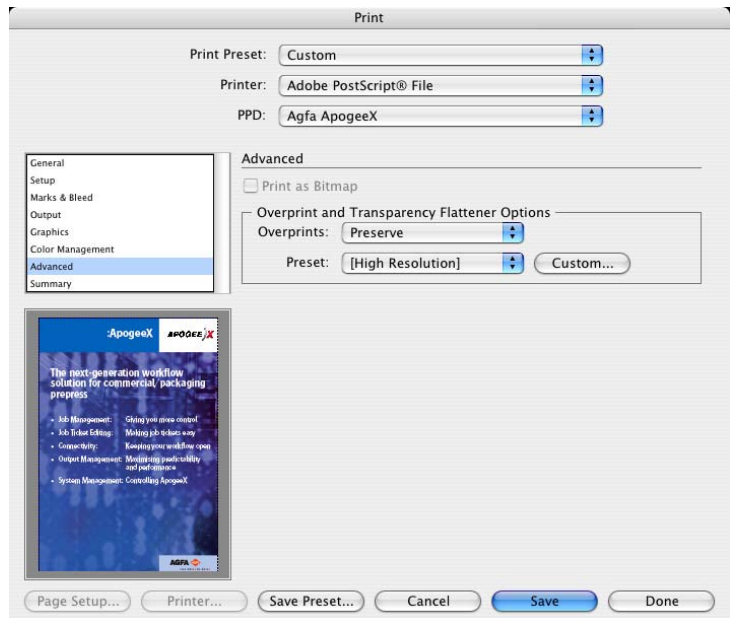 Print
Print Preset: Custom
Printer: Adobe PostScript® File
PPD: Agfa ApogeeX
General
Setup
Marks & Bleed
Output
Graphics
Color Management
Advanced
Summary
Advanced
Print as Bitmap
Overprint and Transparency Flattener Options
Overprints: Preserve
Preset: [High Resolution] Custom...
:ApogeeX APOGEE X
The next-generation workflow
solution for commercial/packaging
prepress
• Job Management: Giving you more control
• Job Ticket Editing: Making job tickets easy
• Connectivity: Keeping your workflow open
• Output Management: Maximising predictability
and performance
• System Management: Controlling ApogeeX
AGFA
Page Setup... Printer... Save Preset... Cancel Save Done